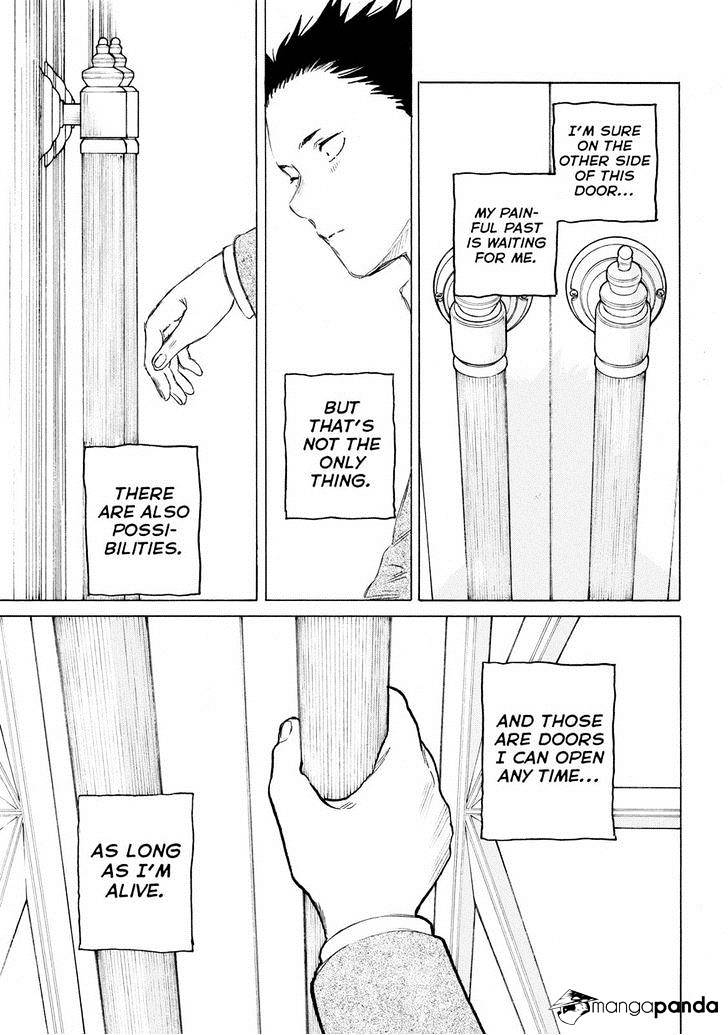 I'M SURE
ON THE
OTHER SIDE
OF THIS
DOOR...
MY PAIN-
FUL PAST
IS WAITING
FOR ME.
BUT
THAT'S
NOT THE
ONLY
THING.
THERE
ARE ALSO
POSSI-
BILITIES.
AND THOSE
ARE DOORS
I CAN OPEN
ANY TIME...
AS LONG
AS I'M
ALIVE.
mangapanda